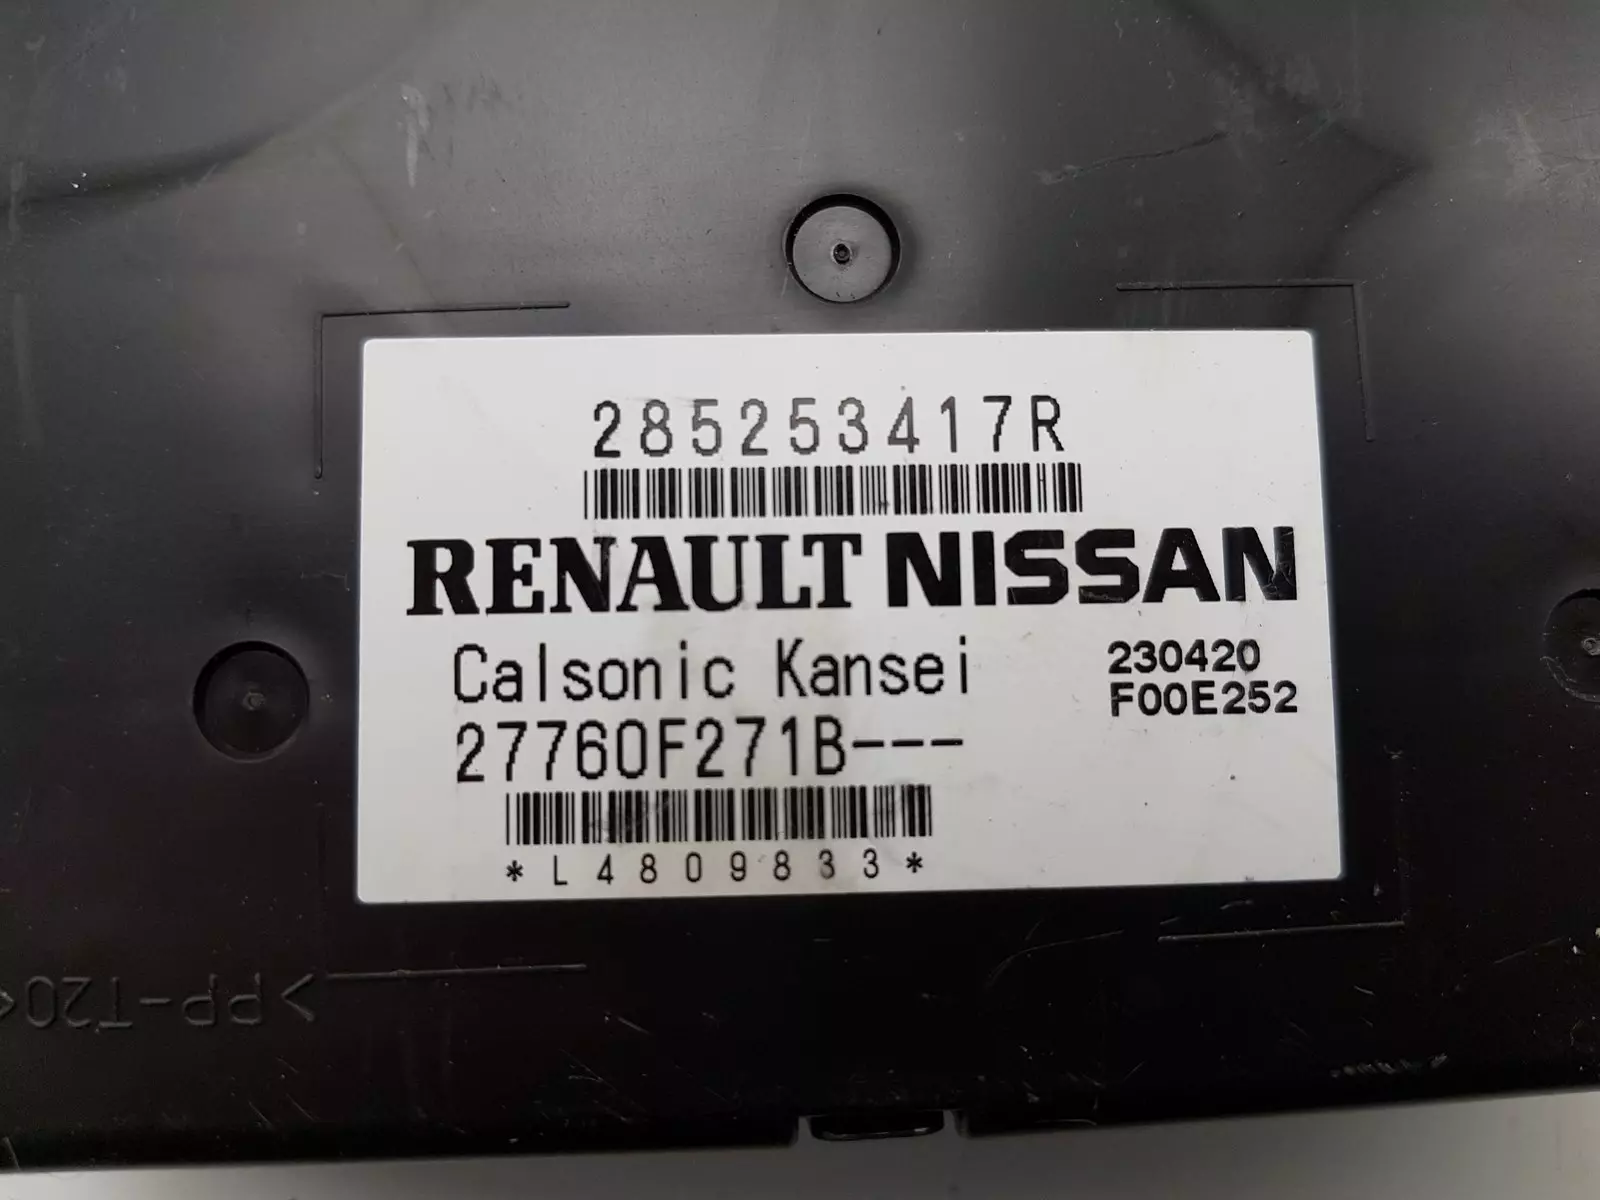 285253417R
RENAULT NISSAN
Calsonic Kansei
230420
F00E252
27760F271B---
*L4809833*
>PP-T20<